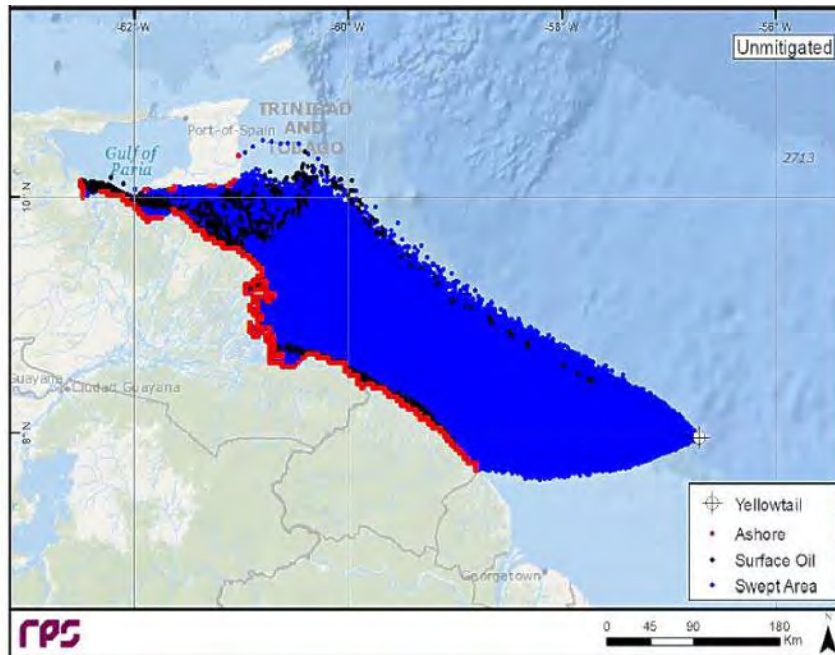 -62° W
-60° W
-58° W
-56° W
Unmitigated
TRINIDAD
Port-of-Spain
AND
TOBAGO
Gulf of
Paria
2713
10° N
Ciudad Guayana
8° N
Yellowtail
Ashore
Surface Oil
Swept Area
Georgetown
rps
0 45 90 180
Km
N